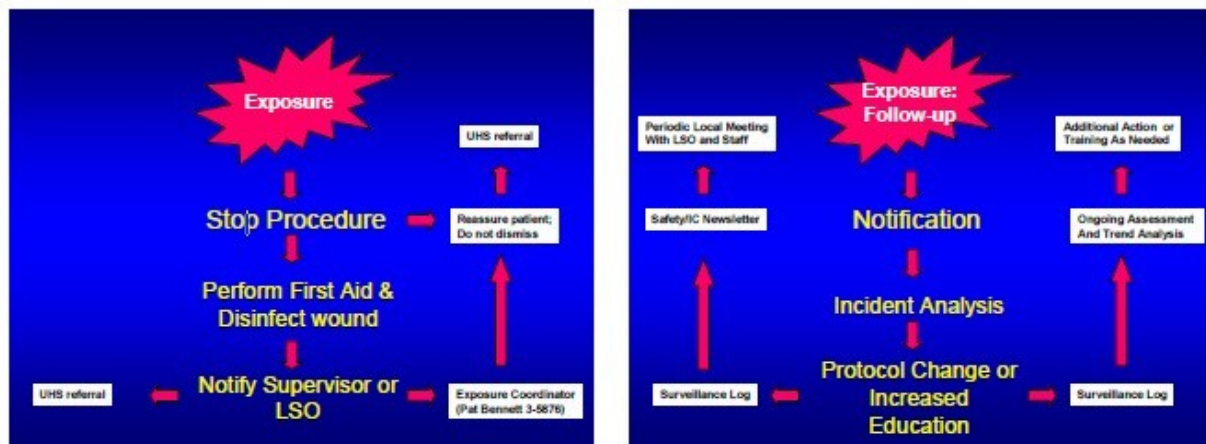 Exposure
UHS referral
Stop Procedure
Reassure patient;
Do not dismiss
Perform First Aid &
Disinfect wound
UHS referral
Notify Supervisor or
LSO
Exposure Coordinator
(Pat Bennett 3-5876)
Exposure:
Follow-up
Periodic Local Meeting
With LSO and Staff
Additional Action or
Training As Needed
Safety/IC Newsletter
Notification
Ongoing Assessment
And Trend Analysis
Incident Analysis
Surveillance Log
Protocol Change or
Increased
Education
Surveillance Log